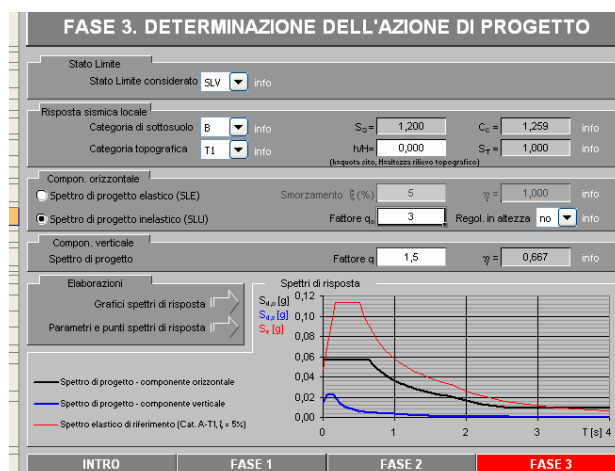 FASE 3. DETERMINAZIONE DELL'AZIONE DI PROGETTO
Stato Limite
Stato Limite considerato SLV info
Risposta sismica locale
Categoria di sottosuolo B info SS= 1,200 CC= 1,259 info
Categoria topografica T1 info h/H= 0,000 ST= 1,000 info
(h=quota sito, H=altezza rilievo topografico)
Compon. orizzontale
Spettro di progetto elastico (SLE) Smorzamento ξ (%) 5 η = 1,000 info
Spettro di progetto inelastico (SLU) Fattore qo 3 Regol. in altezza no info
Compon. verticale
Spettro di progetto Fattore q 1,5 η = 0,667 info
Elaborazioni
Grafici spettri di risposta
Parametri e punti spettri di risposta
Spettri di risposta
Sd,o [g]
Sd,v [g]
Se [g]
0,12
0,10
0,08
0,06
0,04
0,02
0,00
0 1 2 3 T [s] 4
Spettro di progetto - componente orizzontale
Spettro di progetto - componente verticale
Spettro elastico di riferimento (Cat. A-T1, ξ = 5%)
INTRO FASE 1 FASE 2 FASE 3